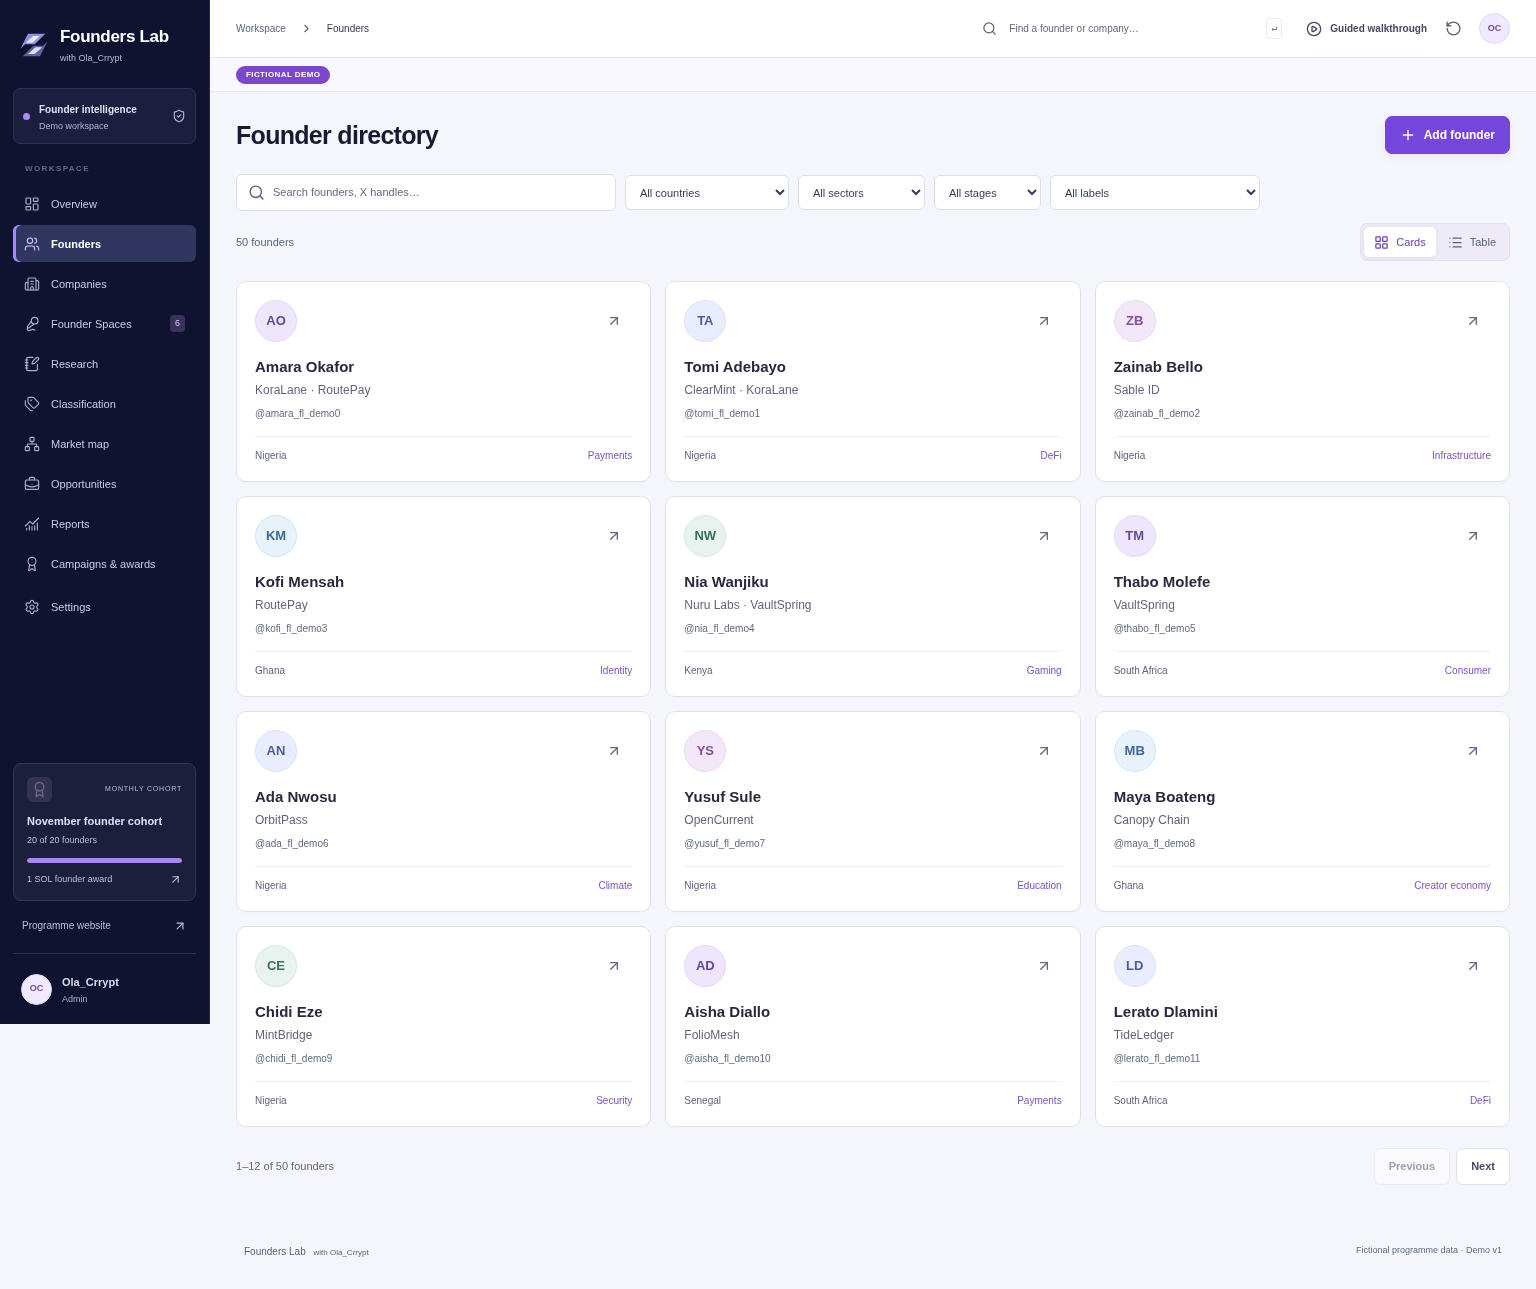 Founders Lab
with Ola_Crrypt
Founder intelligence
Demo workspace
WORKSPACE
Overview
Founders
Companies
Founder Spaces 6
Research
Classification
Market map
Opportunities
Reports
Campaigns & awards
Settings
MONTHLY COHORT
November founder cohort
20 of 20 founders
1 SOL founder award
Programme website
OC
Ola_Crrypt
Admin
Workspace Founders
Find a founder or company…
↵
Guided walkthrough
OC
FICTIONAL DEMO
Founder directory
Add founder
Search founders, X handles…
All countries
All sectors
All stages
All labels
50 founders
Cards
Table
AO
Amara Okafor
KoraLane · RoutePay
@amara_fl_demo0
Nigeria Payments
TA
Tomi Adebayo
ClearMint · KoraLane
@tomi_fl_demo1
Nigeria DeFi
ZB
Zainab Bello
Sable ID
@zainab_fl_demo2
Nigeria Infrastructure
KM
Kofi Mensah
RoutePay
@kofi_fl_demo3
Ghana Identity
NW
Nia Wanjiku
Nuru Labs · VaultSpring
@nia_fl_demo4
Kenya Gaming
TM
Thabo Molefe
VaultSpring
@thabo_fl_demo5
South Africa Consumer
AN
Ada Nwosu
OrbitPass
@ada_fl_demo6
Nigeria Climate
YS
Yusuf Sule
OpenCurrent
@yusuf_fl_demo7
Nigeria Education
MB
Maya Boateng
Canopy Chain
@maya_fl_demo8
Ghana Creator economy
CE
Chidi Eze
MintBridge
@chidi_fl_demo9
Nigeria Security
AD
Aisha Diallo
FolioMesh
@aisha_fl_demo10
Senegal Payments
LD
Lerato Dlamini
TideLedger
@lerato_fl_demo11
South Africa DeFi
1–12 of 50 founders
Previous
Next
Founders Lab with Ola_Crrypt
Fictional programme data · Demo v1